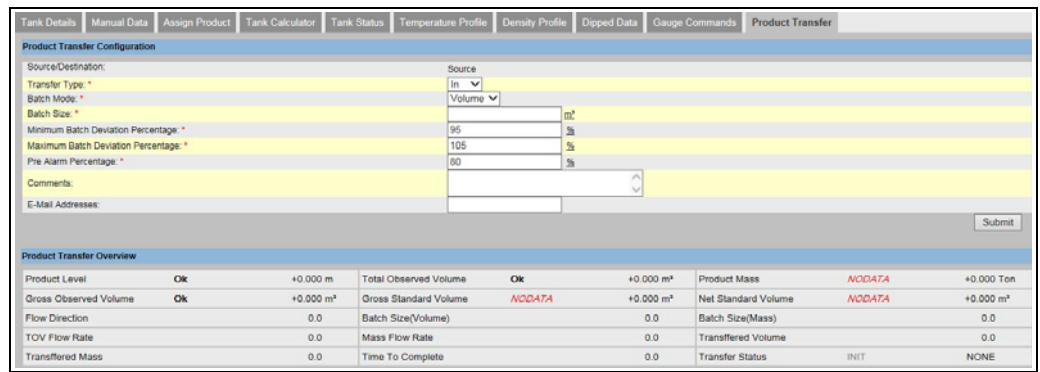 Tank Details Manual Data Assign Product Tank Calculator Tank Status Temperature Profile Density Profile Dipped Data Gauge Commands Product Transfer
Product Transfer Configuration
Source/Destination: Source
Transfer Type: * In
Batch Mode: * Volume
Batch Size: * m³
Minimum Batch Deviation Percentage: * 95 %
Maximum Batch Deviation Percentage: * 105 %
Pre Alarm Percentage: * 80 %
Comments:
E-Mail Addresses:
Submit
Product Transfer Overview
Product Level Ok +0.000 m Total Observed Volume Ok +0.000 m³ Product Mass NODATA +0.000 Ton
Gross Observed Volume Ok +0.000 m³ Gross Standard Volume NODATA +0.000 m³ Net Standard Volume NODATA +0.000 m³
Flow Direction 0.0 Batch Size(Volume) 0.0 Batch Size(Mass) 0.0
TOV Flow Rate 0.0 Mass Flow Rate 0.0 Transffered Volume 0.0
Transffered Mass 0.0 Time To Complete 0.0 Transfer Status INIT NONE